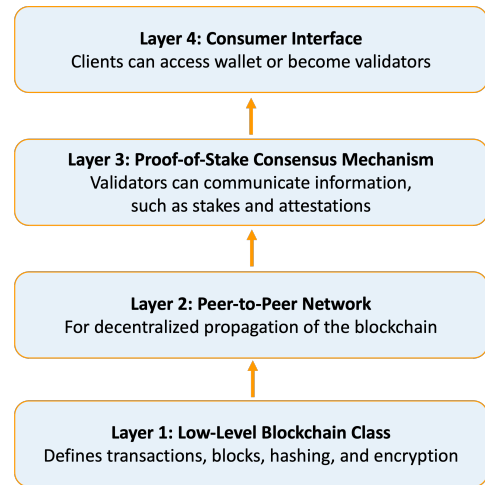 Layer 4: Consumer Interface
Clients can access wallet or become validators
Layer 3: Proof-of-Stake Consensus Mechanism
Validators can communicate information,
such as stakes and attestations
Layer 2: Peer-to-Peer Network
For decentralized propagation of the blockchain
Layer 1: Low-Level Blockchain Class
Defines transactions, blocks, hashing, and encryption